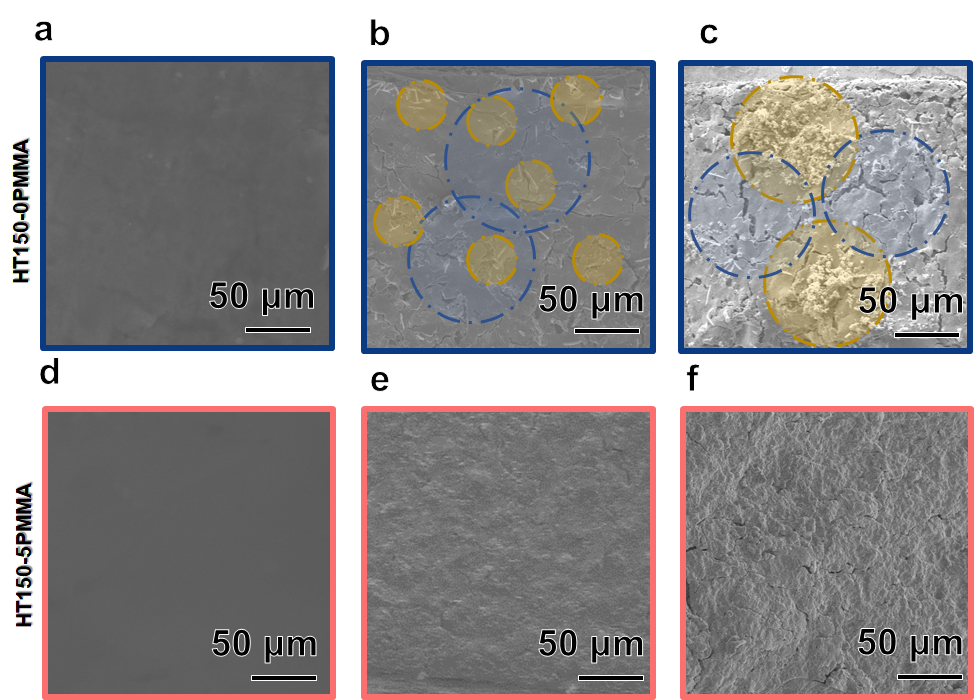 a
b
c
HT150-0PMMA
50 µm
50 µm
50 µm
d
e
f
HT150-5PMMA
50 µm
50 µm
50 µm